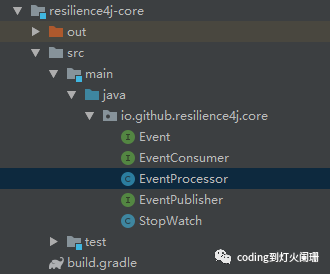 resilience4j-core
out
src
main
java
io.github.resilience4j.core
I Event
I EventConsumer
C EventProcessor
I EventPublisher
C StopWatch
test
build.gradle
coding到灯火阑珊